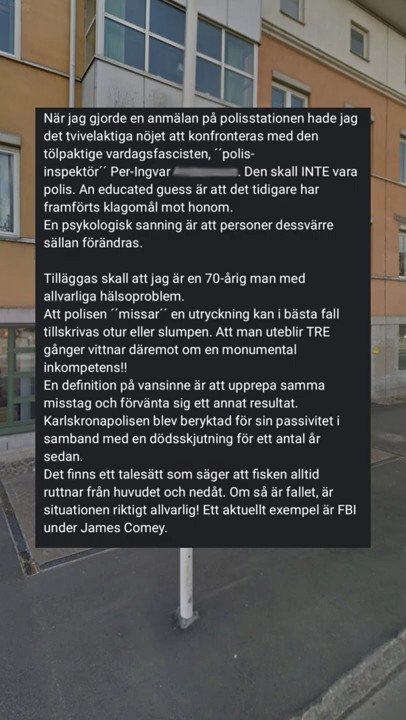 När jag gjorde en anmälan på polisstationen hade jag
det tvivelaktiga nöjet att konfronteras med den
tölpaktige vardagsfascisten, ´´polis-
inspektör´´ Per-Ingvar . Den skall INTE vara
polis. An educated guess är att det tidigare har
framförts klagomål mot honom.
En psykologisk sanning är att personer dessvärre
sällan förändras.
Tilläggas skall att jag är en 70-årig man med
allvarliga hälsoproblem.
Att polisen ´´missar´´ en utryckning kan i bästa fall
tillskrivas otur eller slumpen. Att man uteblir TRE
gånger vittnar däremot om en monumental
inkompetens!!
En definition på vansinne är att upprepa samma
misstag och förvänta sig ett annat resultat.
Karlskronapolisen blev beryktad för sin passivitet i
samband med en dödsskjutning för ett antal år
sedan.
Det finns ett talesätt som säger att fisken alltid
ruttnar från huvudet och nedåt. Om så är fallet, är
situationen riktigt allvarlig! Ett aktuellt exempel är FBI
under James Comey.